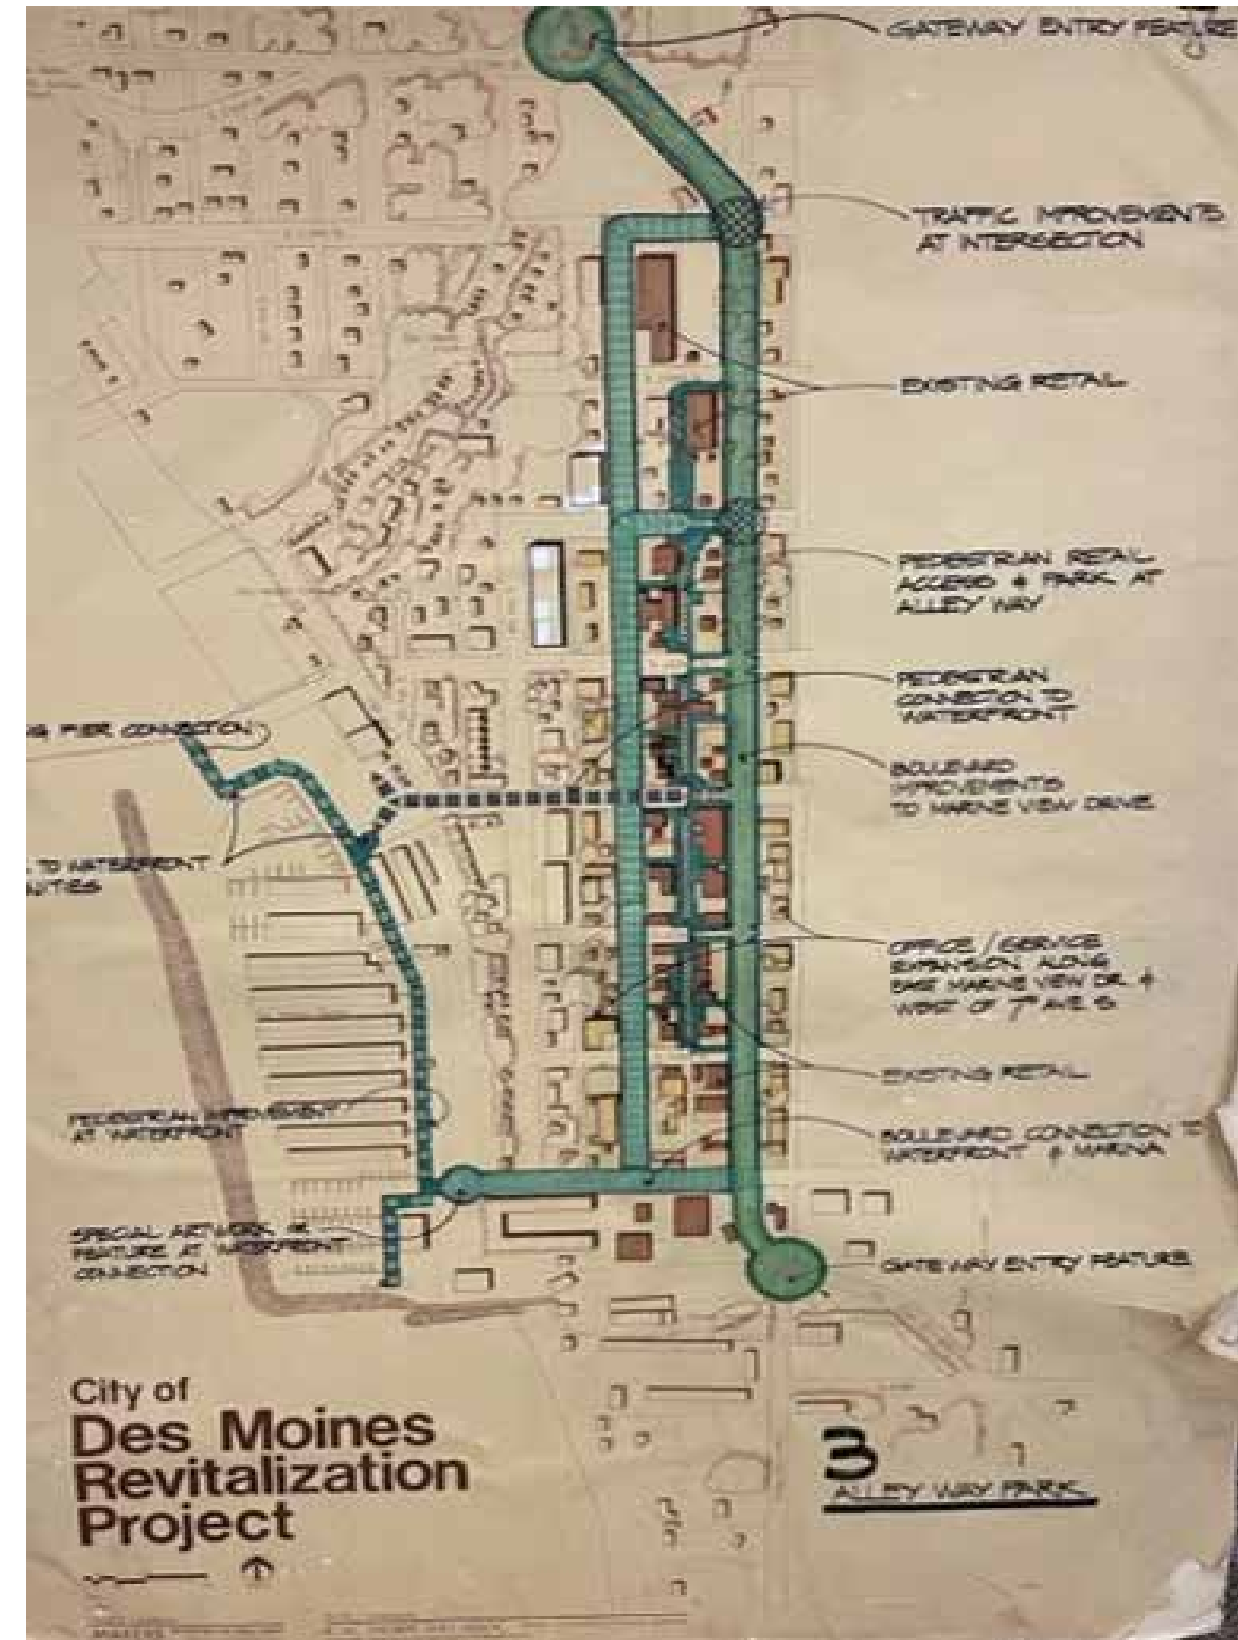 GATEWAY ENTRY FEATURE
TRAFFIC IMPROVEMENTS
AT INTERSECTION
EXISTING RETAIL
PEDESTRIAN RETAIL
ACCESS & PARK AT
ALLEY WAY
PEDESTRIAN
CONNECTION TO
WATERFRONT
BOULEVARD
IMPROVEMENTS
TO MARINE VIEW DRIVE
OFFICE/SERVICE
EXPANSION ALONG
EAST MARINE VIEW DR. &
WEST OF 7TH AVE S
EXISTING RETAIL
BOULEVARD CONNECTION TO
WATERFRONT & MARINA
GATEWAY ENTRY FEATURE
PIER CONNECTION
TO WATERFRONT
PEDESTRIAN IMPROVEMENT
AT WATERFRONT
SPECIAL ARTWORK OR
FEATURE AT WATERFRONT
CONNECTION
City of
Des Moines
Revitalization
Project
3
ALLEY WAY PARK